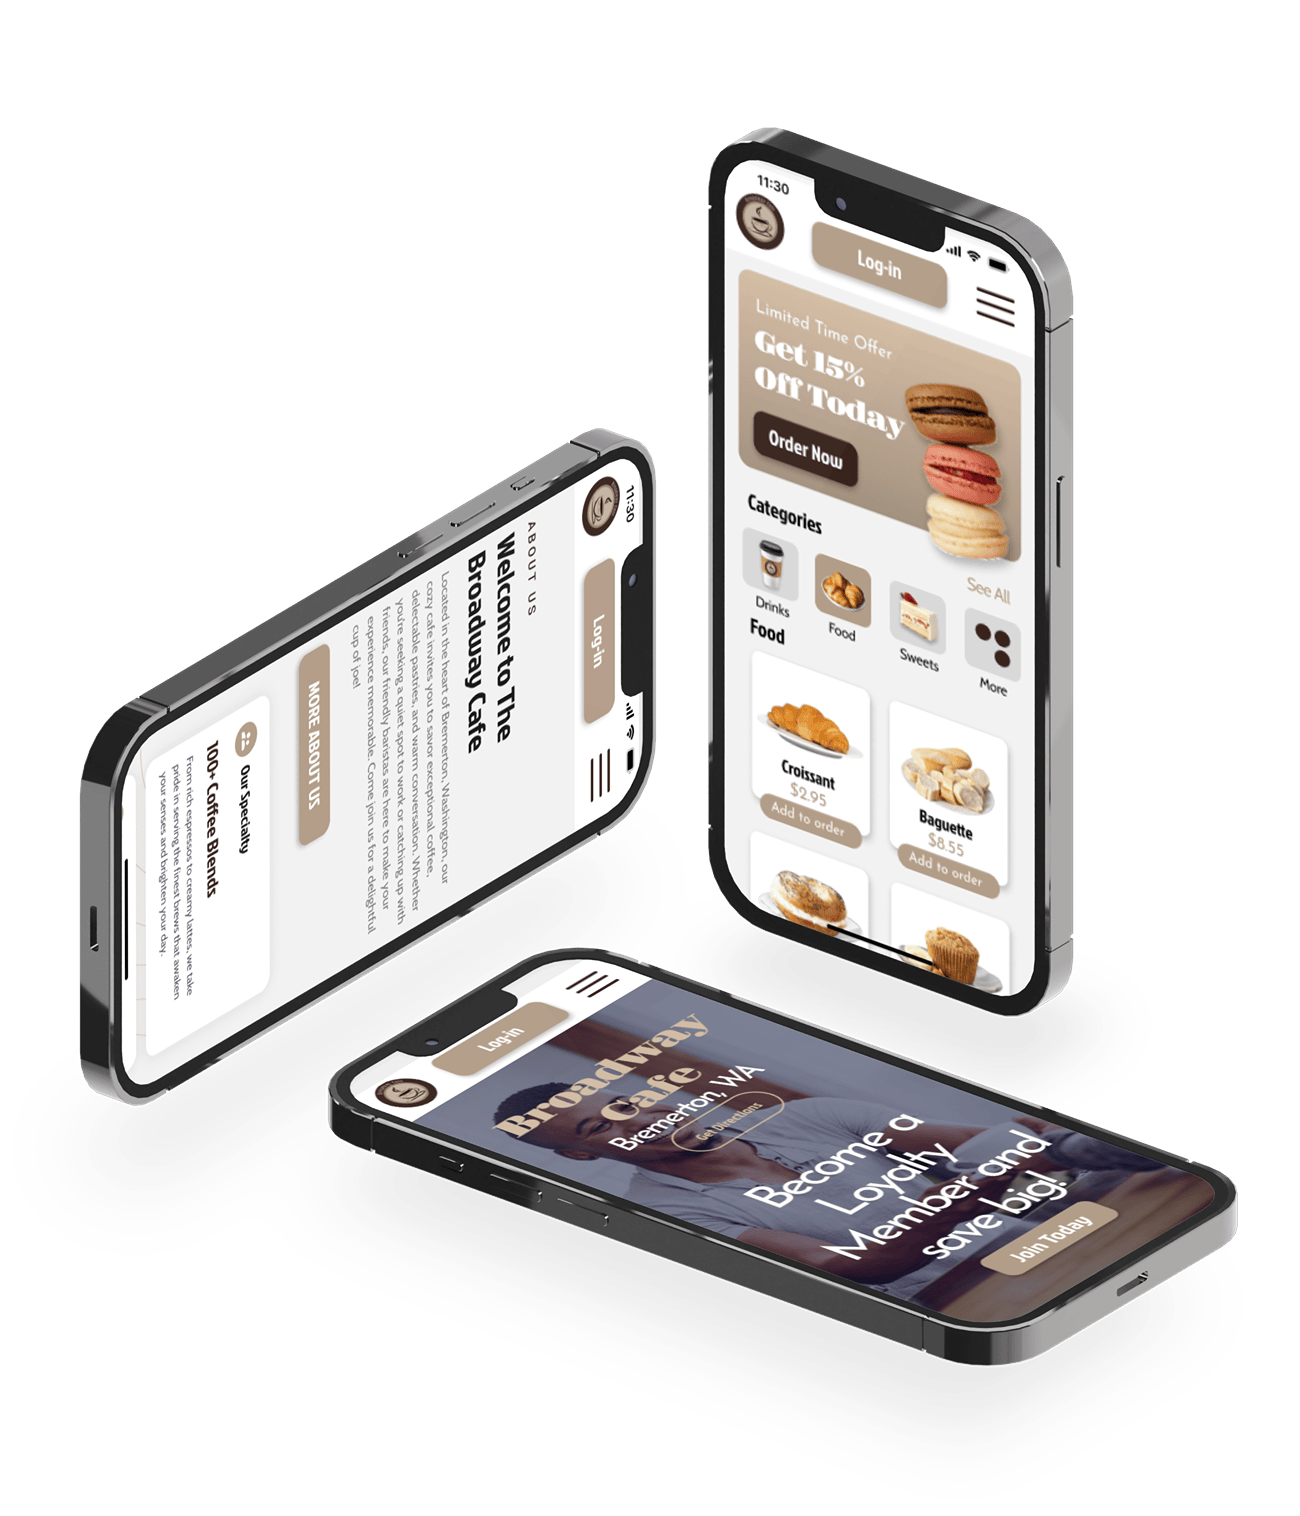 11:30
Log-in
Limited Time Offer
Get 15%
Off Today
Order Now
Categories
See All
Drinks
Food
Sweets
More
Food
Croissant
$2.95
Add to order
Baguette
$8.55
Add to order
11:30
Log-in
ABOUT US
Welcome to The
Broadway Cafe
Located in the heart of Bremerton, Washington, our
cozy cafe invites you to savor exceptional coffee,
delectable pastries, and warm conversation. Whether
you're seeking a quiet spot to work or catching up with
friends, our friendly baristas are here to make your
experience memorable. Come join us for a delightful
cup of joe!
MORE ABOUT US
Our Specialty
100+ Coffee Blends
From rich espressos to creamy lattes, we take
pride in serving the finest brews that awaken
your senses and brighten your day.
Log-in
Broadway
Cafe
Bremerton, WA
Get Directions
Become a
Loyalty
Member and
save big!
Join Today